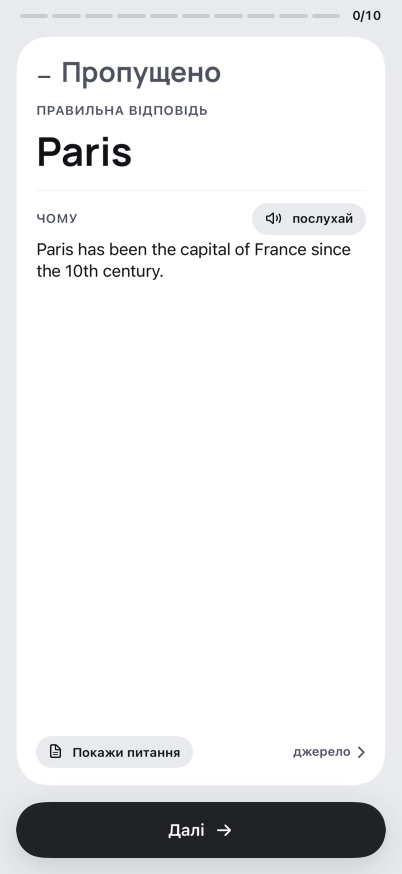 0/10
– Пропущено
ПРАВИЛЬНА ВІДПОВІДЬ
Paris
ЧОМУ
послухай
Paris has been the capital of France since
the 10th century.
Покажи питання
джерело
Далі →